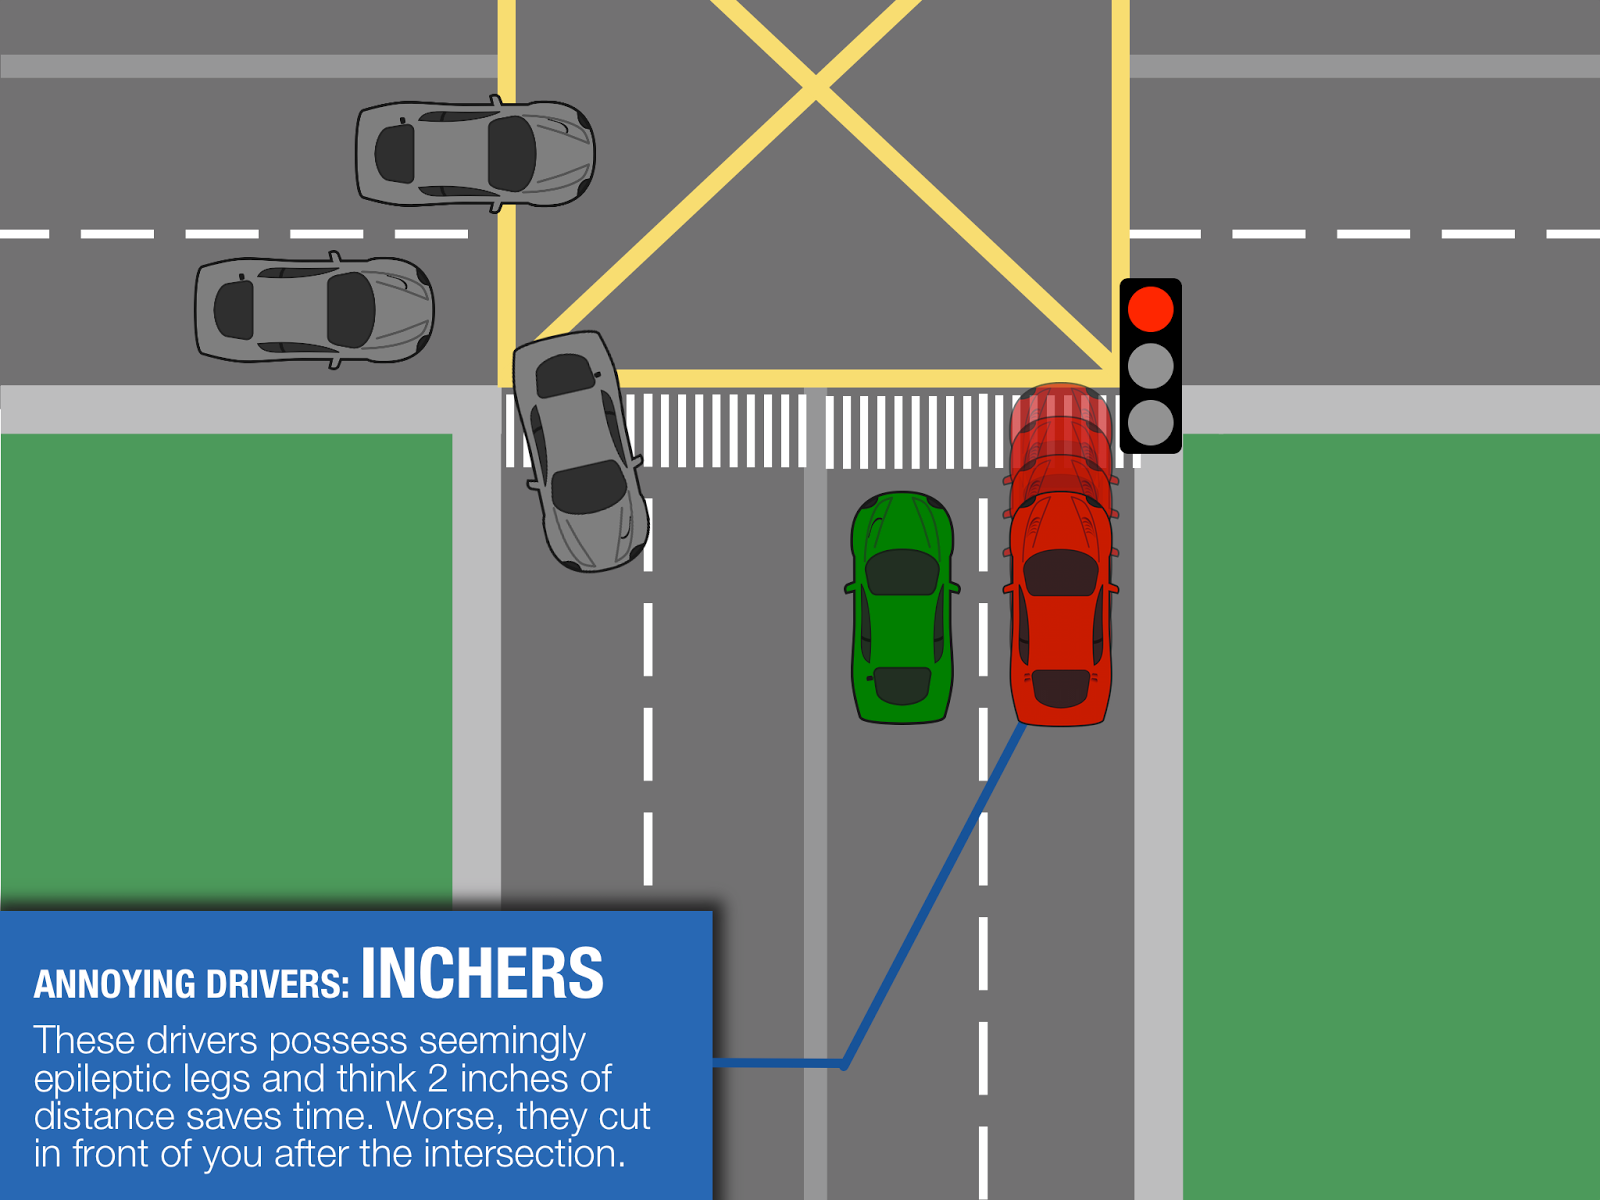 ANNOYING DRIVERS: INCHERS
These drivers possess seemingly
epileptic legs and think 2 inches of
distance saves time. Worse, they cut
in front of you after the intersection.